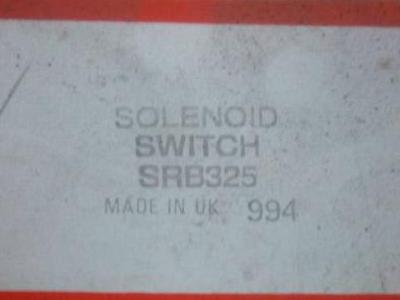 SOLENOID
SWITCH
SRB325
MADE IN UK 994